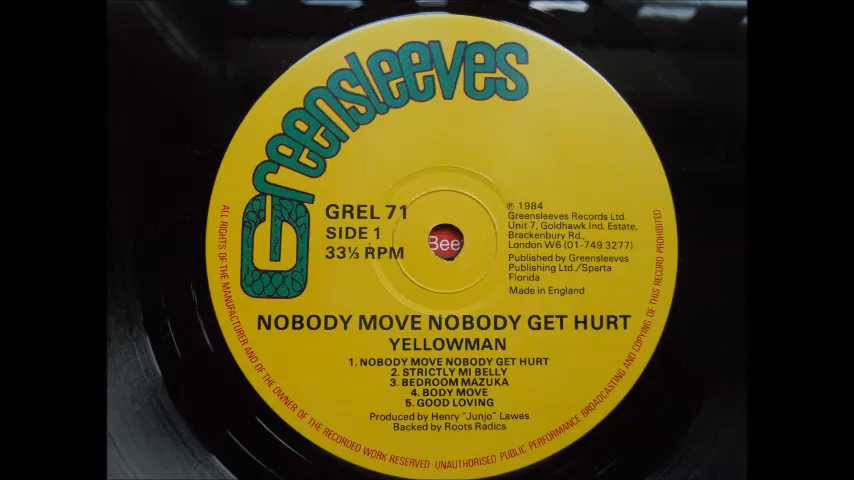 Greensleeves
GREL 71
SIDE 1
33⅓ RPM
Bee
℗ 1984
Greensleeves Records Ltd.
Unit 7, Goldhawk Ind. Estate,
Brackenbury Rd.,
London W6 (01-749 3277)
Published by Greensleeves
Publishing Ltd./Sparta
Florida
Made in England
NOBODY MOVE NOBODY GET HURT
YELLOWMAN
1. NOBODY MOVE NOBODY GET HURT
2. STRICTLY MI BELLY
3. BEDROOM MAZUKA
4. BODY MOVE
5. GOOD LOVING
Produced by Henry "Junjo" Lawes
Backed by Roots Radics
ALL RIGHTS OF THE MANUFACTURER AND OF THE OWNER OF THE RECORDED WORK RESERVED · UNAUTHORISED PUBLIC PERFORMANCE BROADCASTING AND COPYING OF THIS RECORD PROHIBITED